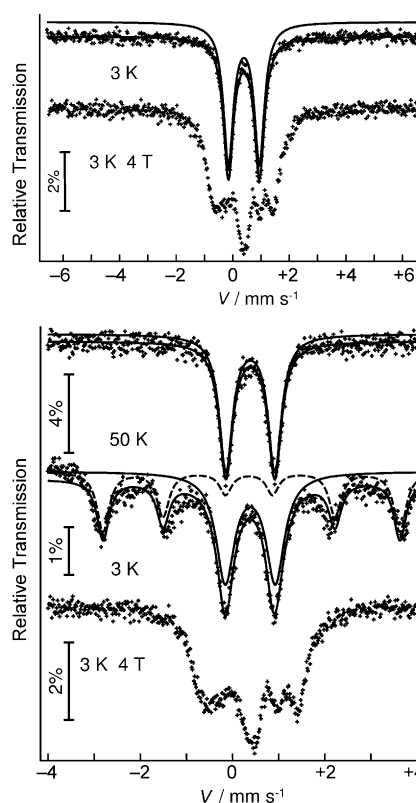 Relative Transmission
3 K
3 K 4 T
2%
−6 −4 −2 0 +2 +4 +6
V / mm s-1
Relative Transmission
4%
50 K
1%
3 K
3 K 4 T
2%
−4 −2 0 +2 +4
V / mm s-1